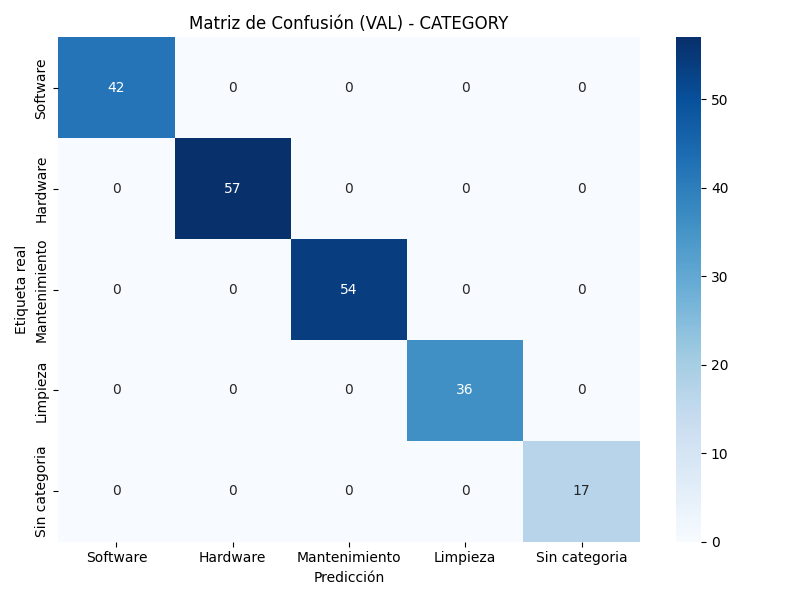 Matriz de Confusión (VAL) - CATEGORY
Etiqueta real
Software
42 0 0 0 0
Hardware
0 57 0 0 0
Mantenimiento
0 0 54 0 0
Limpieza
0 0 0 36 0
Sin categoria
0 0 0 0 17
Software Hardware Mantenimiento Limpieza Sin categoria
Predicción
50
40
30
20
10
0